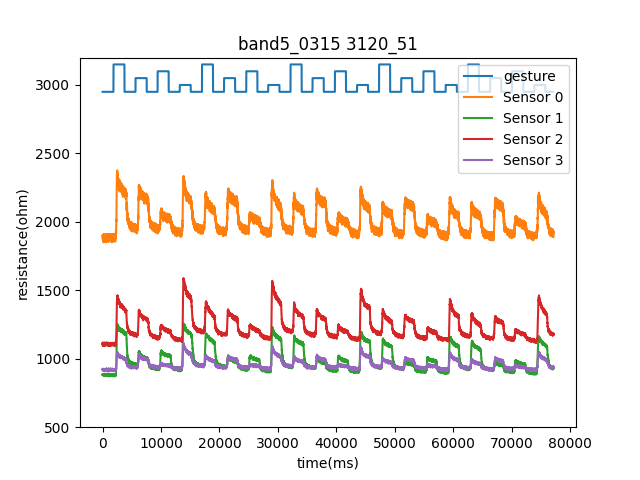 band5_0315 3120_51
gesture
Sensor 0
Sensor 1
Sensor 2
Sensor 3
3000
2500
2000
1500
1000
500
resistance(ohm)
0 10000 20000 30000 40000 50000 60000 70000 80000
time(ms)